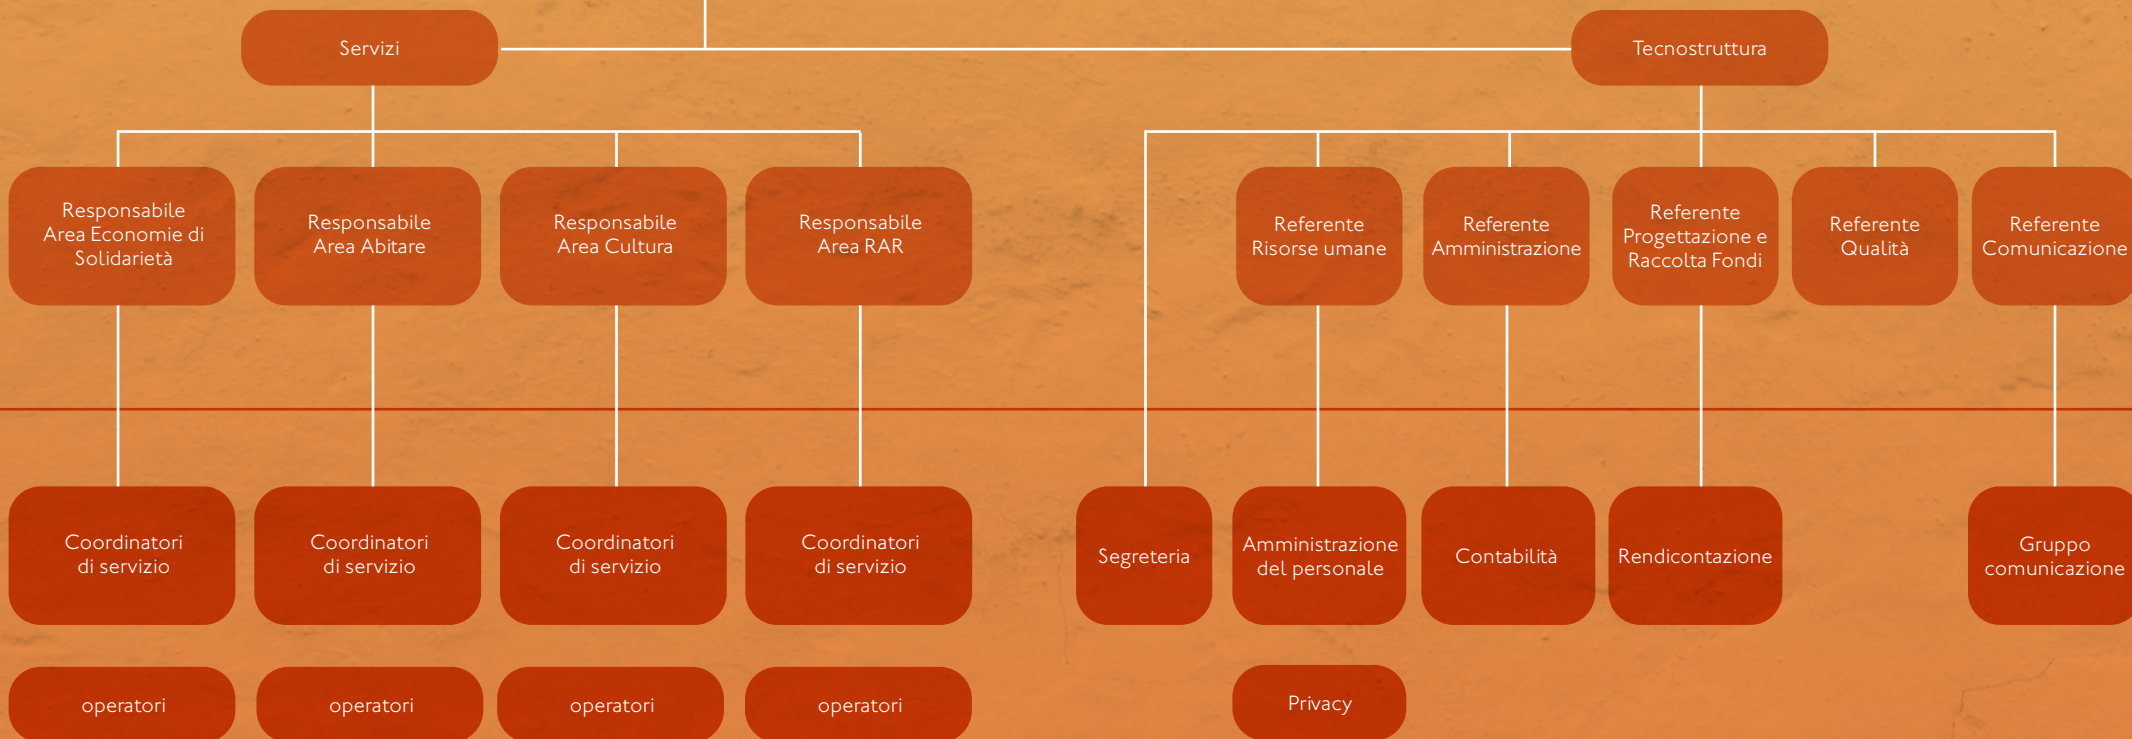 Servizi
Tecnostruttura
Responsabile
Area Economie di
Solidarietà
Responsabile
Area Abitare
Responsabile
Area Cultura
Responsabile
Area RAR
Referente
Risorse umane
Referente
Amministrazione
Referente
Progettazione e
Raccolta Fondi
Referente
Qualità
Referente
Comunicazione
Coordinatori
di servizio
Coordinatori
di servizio
Coordinatori
di servizio
Coordinatori
di servizio
Segreteria
Amministrazione
del personale
Contabilità
Rendicontazione
Gruppo
comunicazione
operatori
operatori
operatori
operatori
Privacy